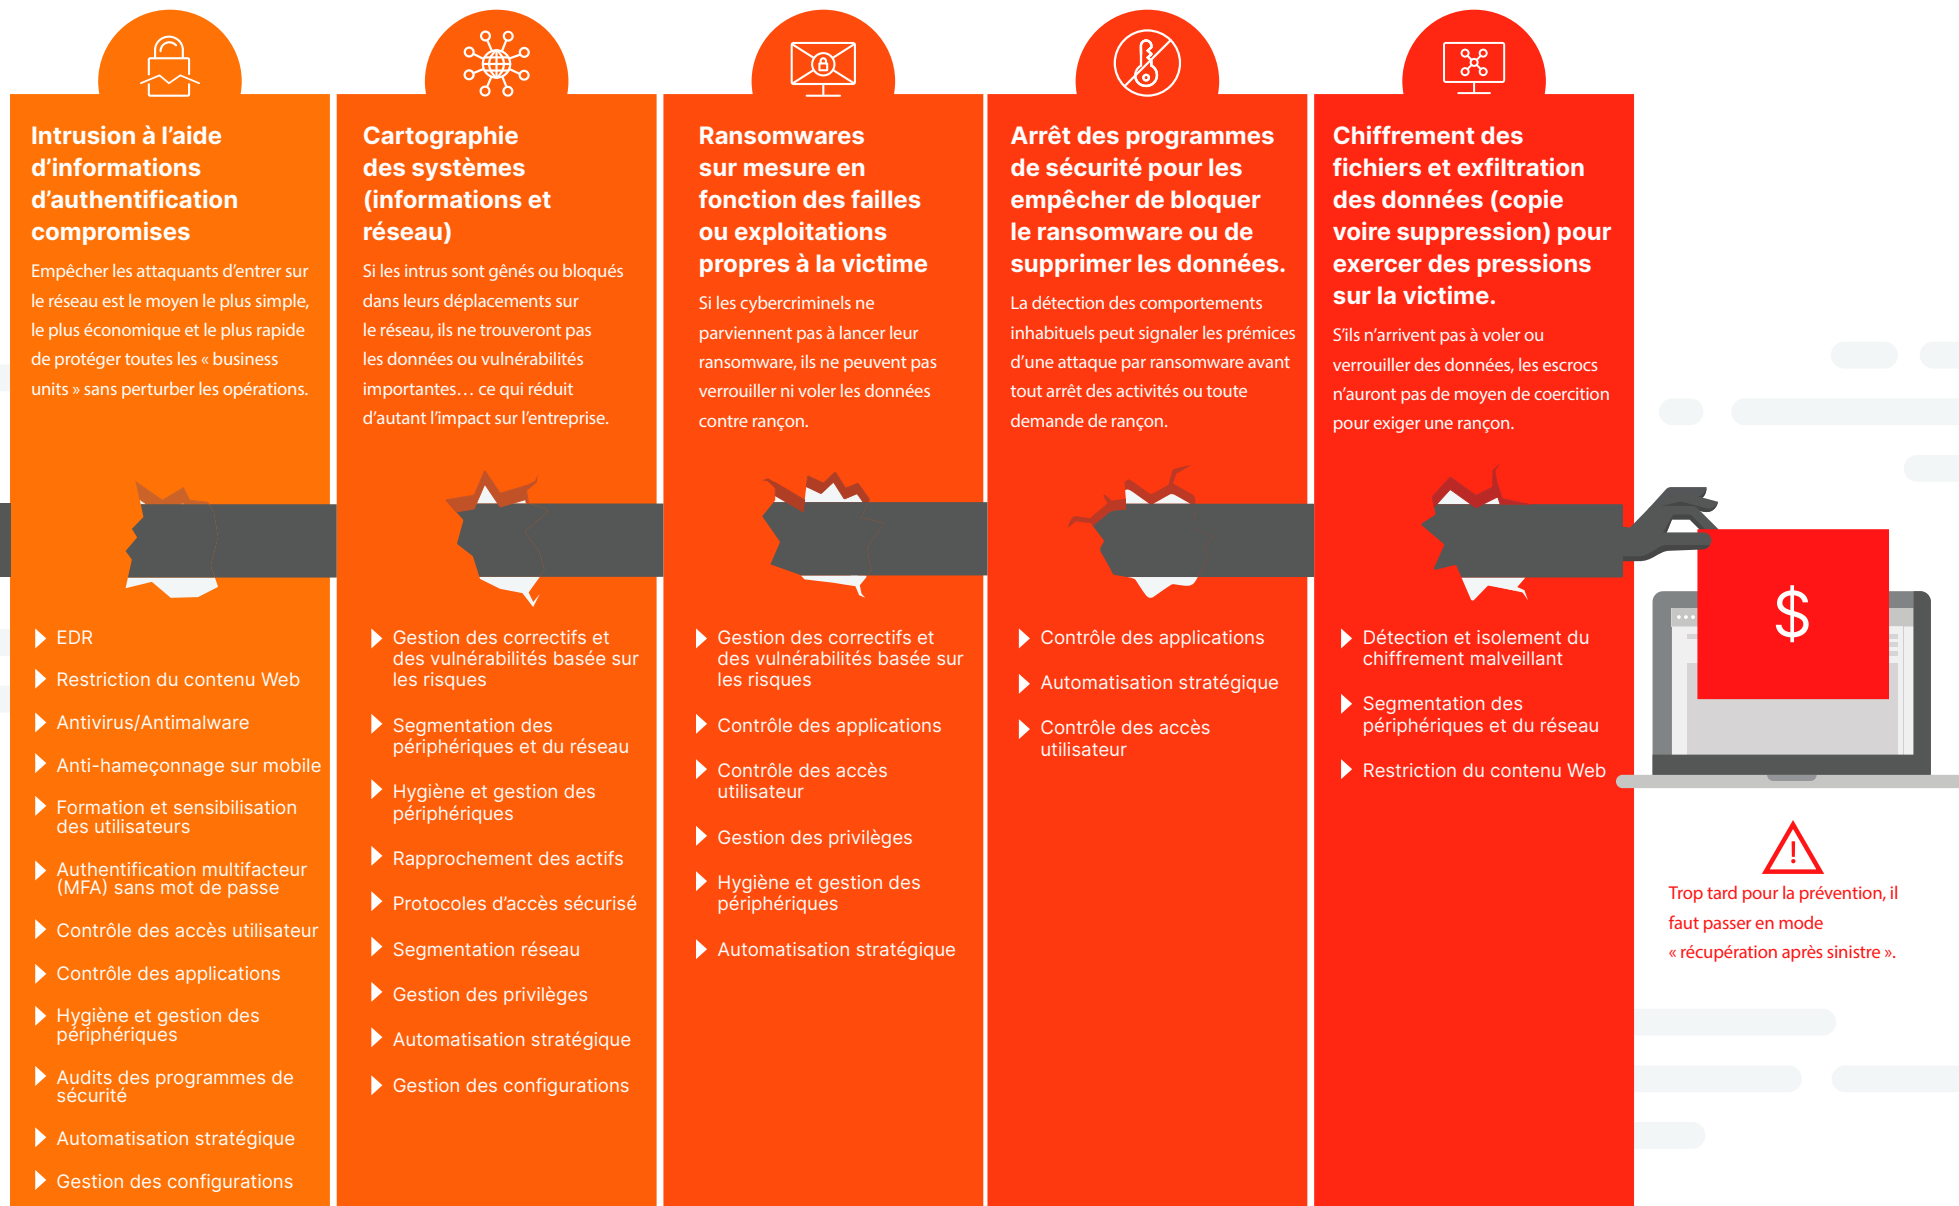 Intrusion à l’aide
d’informations
d’authentification
compromises
Empêcher les attaquants d’entrer sur
le réseau est le moyen le plus simple,
le plus économique et le plus rapide
de protéger toutes les « business
units » sans perturber les opérations.
EDR
Restriction du contenu Web
Antivirus/Antimalware
Anti-hameçonnage sur mobile
Formation et sensibilisation
des utilisateurs
Authentification multifacteur
(MFA) sans mot de passe
Contrôle des accès utilisateur
Contrôle des applications
Hygiène et gestion des
périphériques
Audits des programmes de
sécurité
Automatisation stratégique
Gestion des configurations
Cartographie
des systèmes
(informations et
réseau)
Si les intrus sont gênés ou bloqués
dans leurs déplacements sur
le réseau, ils ne trouveront pas
les données ou vulnérabilités
importantes… ce qui réduit
d’autant l’impact sur l’entreprise.
Gestion des correctifs et
des vulnérabilités basée sur
les risques
Segmentation des
périphériques et du réseau
Hygiène et gestion des
périphériques
Rapprochement des actifs
Protocoles d’accès sécurisé
Segmentation réseau
Gestion des privilèges
Automatisation stratégique
Gestion des configurations
Ransomwares
sur mesure en
fonction des failles
ou exploitations
propres à la victime
Si les cybercriminels ne
parviennent pas à lancer leur
ransomware, ils ne peuvent pas
verrouiller ni voler les données
contre rançon.
Gestion des correctifs et
des vulnérabilités basée sur
les risques
Contrôle des applications
Contrôle des accès
utilisateur
Gestion des privilèges
Hygiène et gestion des
périphériques
Automatisation stratégique
Arrêt des programmes
de sécurité pour les
empêcher de bloquer
le ransomware ou de
supprimer les données.
La détection des comportements
inhabituels peut signaler les prémices
d’une attaque par ransomware avant
tout arrêt des activités ou toute
demande de rançon.
Contrôle des applications
Automatisation stratégique
Contrôle des accès
utilisateur
Chiffrement des
fichiers et exfiltration
des données (copie
voire suppression) pour
exercer des pressions
sur la victime.
S’ils n’arrivent pas à voler ou
verrouiller des données, les escrocs
n’auront pas de moyen de coercition
pour exiger une rançon.
Détection et isolement du
chiffrement malveillant
Segmentation des
périphériques et du réseau
Restriction du contenu Web
$
!
Trop tard pour la prévention, il
faut passer en mode
« récupération après sinistre ».